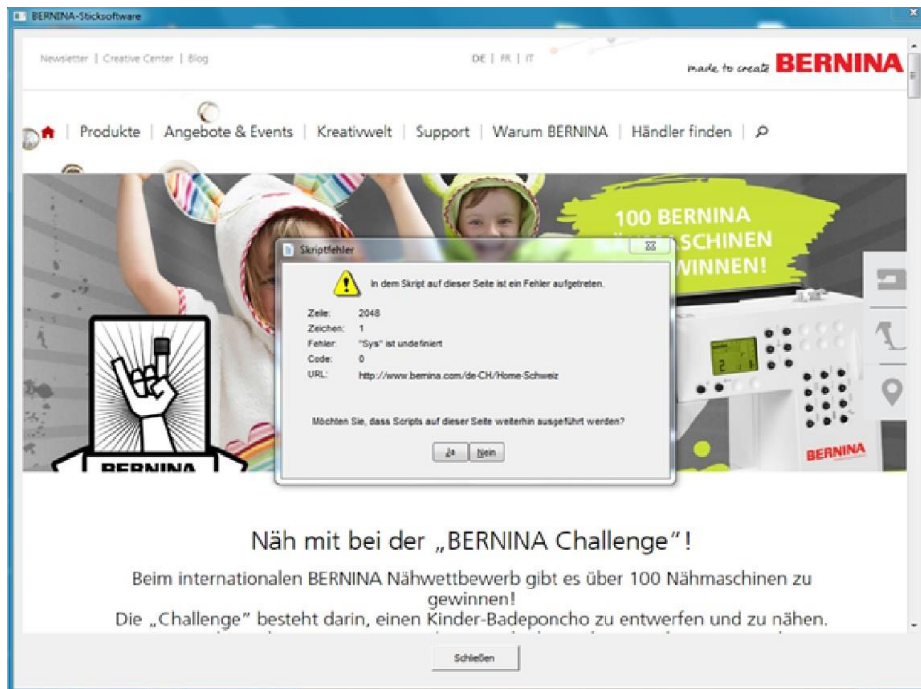 BERNINA-Sticksoftware
Newsletter | Creative Center | Blog
DE | FR | IT
made to create BERNINA
Produkte | Angebote & Events | Kreativwelt | Support | Warum BERNINA | Händler finden
100 BERNINA
SCHINEN
WINNEN!
Skriptfehler
In dem Skript auf dieser Seite ist ein Fehler aufgetreten.
Zeile: 2048
Zeichen: 1
Fehler: "Sys" ist undefiniert
Code: 0
URL: http://www.bernina.com/de-CH/Home-Schweiz
Möchten Sie, dass Scripts auf dieser Seite weiterhin ausgeführt werden?
Ja Nein
BERNINA
BERNINA
Näh mit bei der „BERNINA Challenge"!
Beim internationalen BERNINA Nähwettbewerb gibt es über 100 Nähmaschinen zu
gewinnen!
Die „Challenge" besteht darin, einen Kinder-Badeponcho zu entwerfen und zu nähen.
Schließen